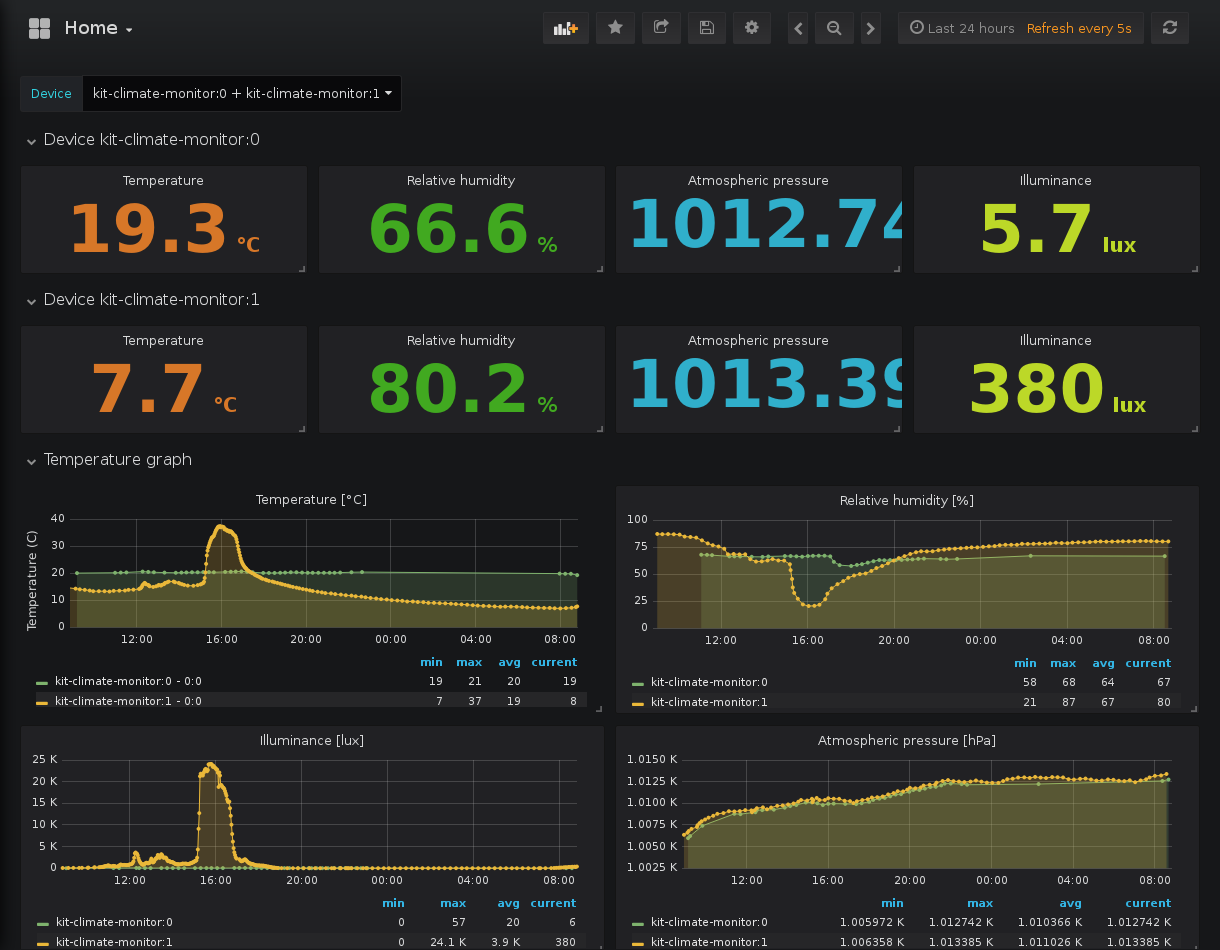 Home
Last 24 hours Refresh every 5s
Device kit-climate-monitor:0 + kit-climate-monitor:1
Device kit-climate-monitor:0
Temperature Relative humidity Atmospheric pressure Illuminance
19.3 °C 66.6 % 1012.74 5.7 lux
Device kit-climate-monitor:1
Temperature Relative humidity Atmospheric pressure Illuminance
7.7 °C 80.2 % 1013.39 380 lux
Temperature graph
Temperature [°C]
Temperature (C)
40
30
20
10
0
12:00 16:00 20:00 00:00 04:00 08:00
min max avg current
kit-climate-monitor:0 - 0:0 19 21 20 19
kit-climate-monitor:1 - 0:0 7 37 19 8
Relative humidity [%]
100
75
50
25
0
12:00 16:00 20:00 00:00 04:00 08:00
min max avg current
kit-climate-monitor:0 58 68 64 67
kit-climate-monitor:1 21 87 67 80
Illuminance [lux]
25 K
20 K
15 K
10 K
5 K
0
12:00 16:00 20:00 00:00 04:00 08:00
min max avg current
kit-climate-monitor:0 0 57 20 6
kit-climate-monitor:1 0 24.1 K 3.9 K 380
Atmospheric pressure [hPa]
1.0150 K
1.0125 K
1.0100 K
1.0075 K
1.0050 K
1.0025 K
12:00 16:00 20:00 00:00 04:00 08:00
min max avg current
kit-climate-monitor:0 1.005972 K 1.012742 K 1.010366 K 1.012742 K
kit-climate-monitor:1 1.006358 K 1.013385 K 1.011026 K 1.013385 K